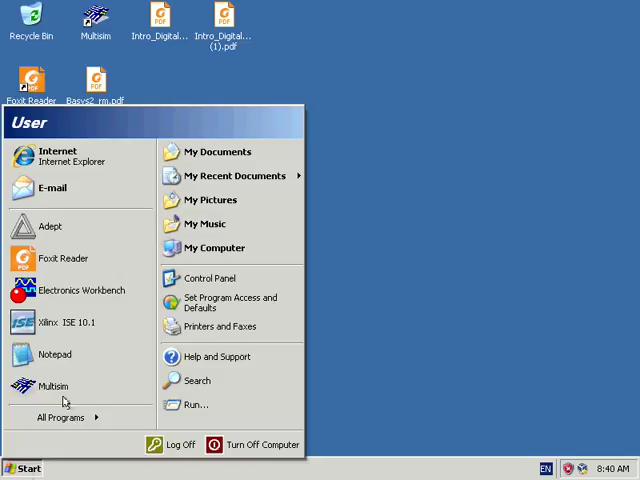 Recycle Bin
Multisim
Intro_Digital...
Intro_Digital...
(1).pdf
Foxit Reader
Basys2_rm.pdf
User
Internet
Internet Explorer
E-mail
Adept
Foxit Reader
Electronics Workbench
Xilinx ISE 10.1
Notepad
Multisim
All Programs
My Documents
My Recent Documents
My Pictures
My Music
My Computer
Control Panel
Set Program Access and
Defaults
Printers and Faxes
Help and Support
Search
Run...
Log Off
Turn Off Computer
Start
EN
8:40 AM